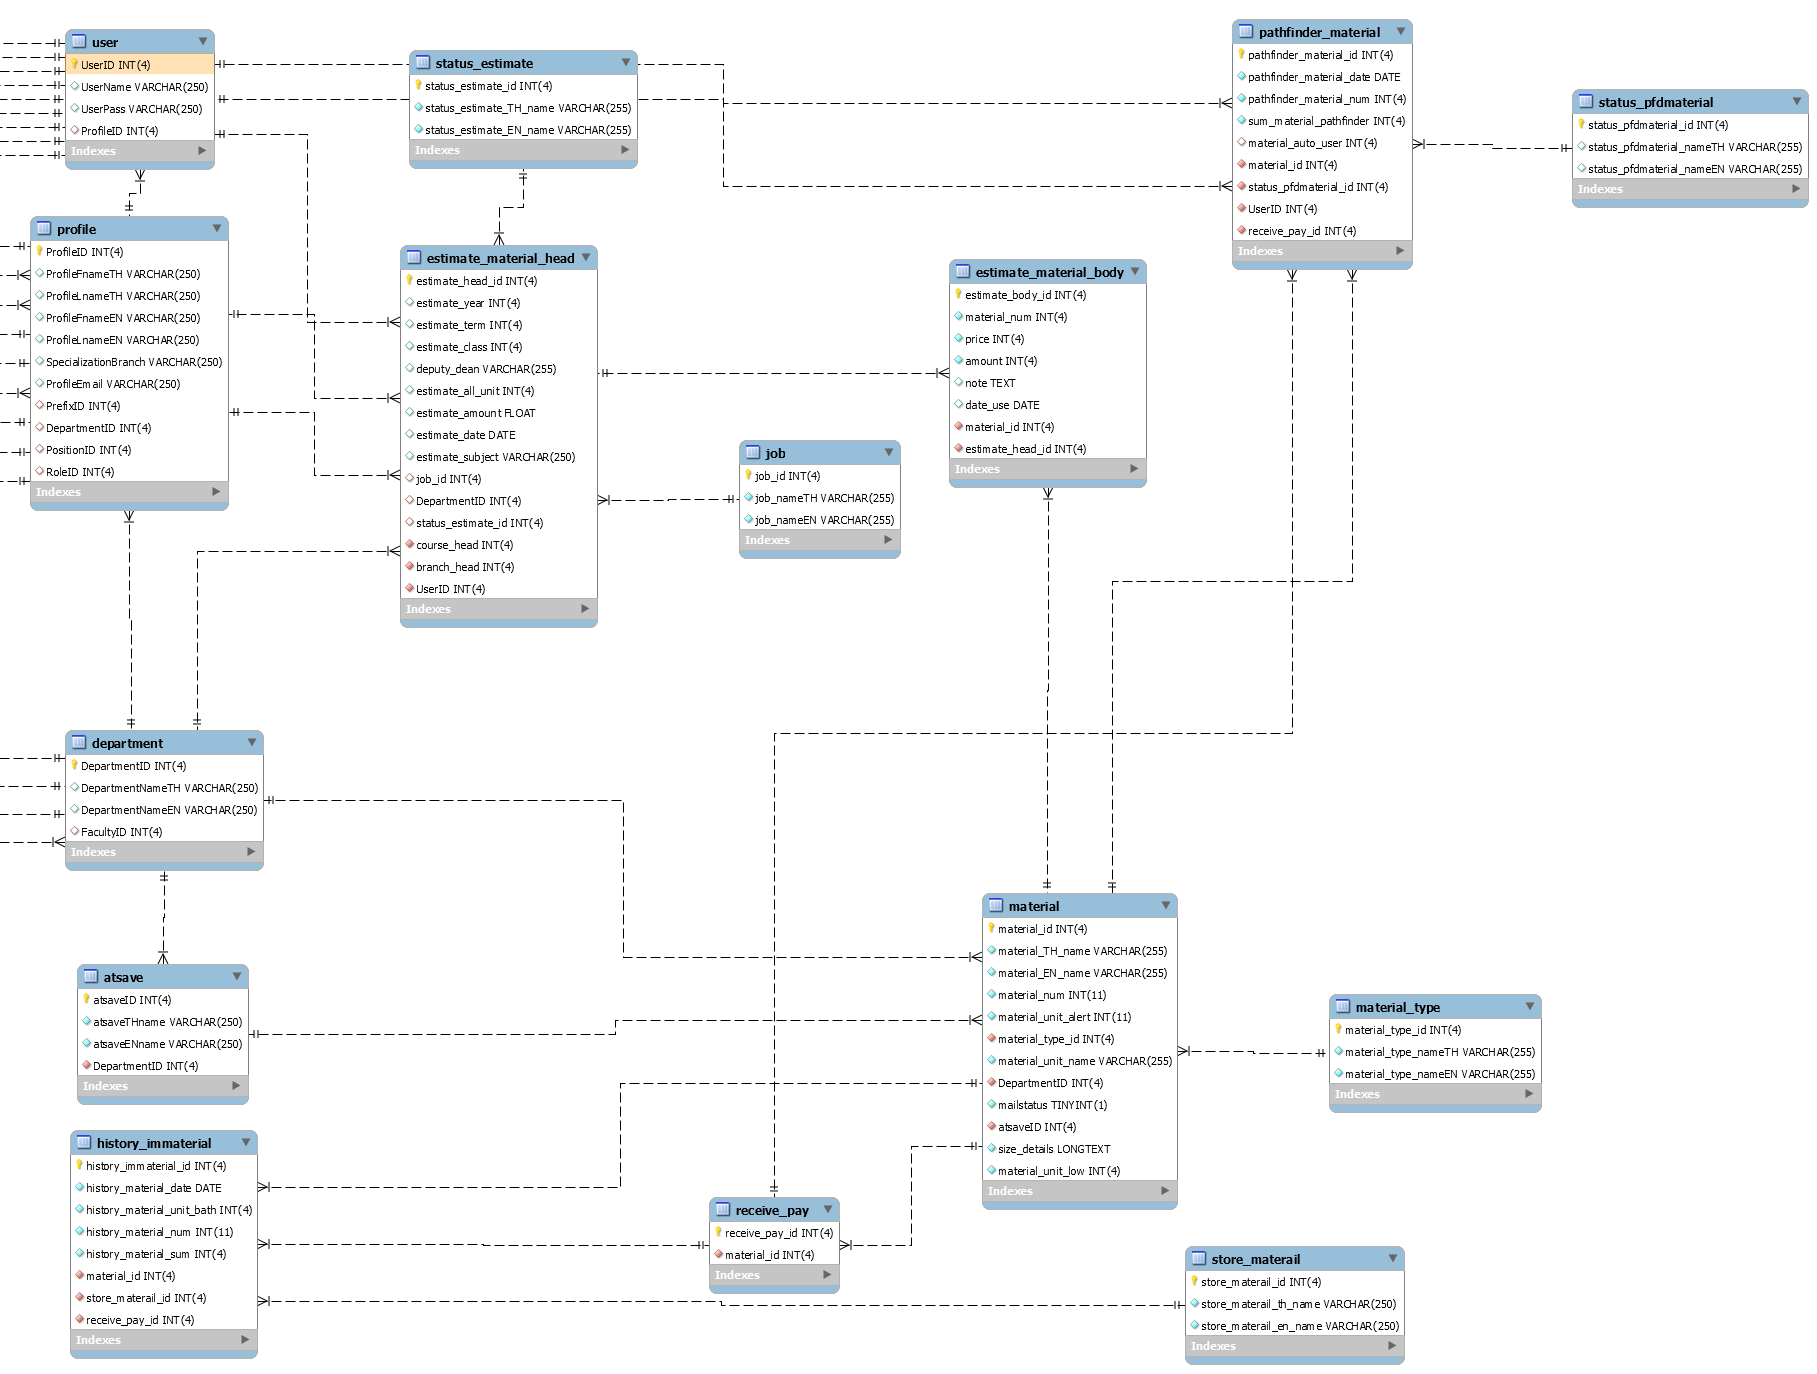 user
UserID INT(4)
UserName VARCHAR(250)
UserPass VARCHAR(250)
ProfileID INT(4)
Indexes
status_estimate
status_estimate_id INT(4)
status_estimate_TH_name VARCHAR(255)
status_estimate_EN_name VARCHAR(255)
Indexes
pathfinder_material
pathfinder_material_id INT(4)
pathfinder_material_date DATE
pathfinder_material_num INT(4)
sum_material_pathfinder INT(4)
material_auto_user INT(4)
material_id INT(4)
status_pfdmaterial_id INT(4)
UserID INT(4)
receive_pay_id INT(4)
Indexes
status_pfdmaterial
status_pfdmaterial_id INT(4)
status_pfdmaterial_nameTH VARCHAR(255)
status_pfdmaterial_nameEN VARCHAR(255)
Indexes
profile
ProfileID INT(4)
ProfileFnameTH VARCHAR(250)
ProfileLnameTH VARCHAR(250)
ProfileFnameEN VARCHAR(250)
ProfileLnameEN VARCHAR(250)
SpecializationBranch VARCHAR(250)
ProfileEmail VARCHAR(250)
PrefixID INT(4)
DepartmentID INT(4)
PositionID INT(4)
RoleID INT(4)
Indexes
estimate_material_head
estimate_head_id INT(4)
estimate_year INT(4)
estimate_term INT(4)
estimate_class INT(4)
deputy_dean VARCHAR(255)
estimate_all_unit INT(4)
estimate_amount FLOAT
estimate_date DATE
estimate_subject VARCHAR(250)
job_id INT(4)
DepartmentID INT(4)
status_estimate_id INT(4)
course_head INT(4)
branch_head INT(4)
UserID INT(4)
Indexes
estimate_material_body
estimate_body_id INT(4)
material_num INT(4)
price INT(4)
amount INT(4)
note TEXT
date_use DATE
material_id INT(4)
estimate_head_id INT(4)
Indexes
job
job_id INT(4)
job_nameTH VARCHAR(255)
job_nameEN VARCHAR(255)
Indexes
department
DepartmentID INT(4)
DepartmentNameTH VARCHAR(250)
DepartmentNameEN VARCHAR(250)
FacultyID INT(4)
Indexes
atsave
atsaveID INT(4)
atsaveTHname VARCHAR(250)
atsaveENname VARCHAR(250)
DepartmentID INT(4)
Indexes
material
material_id INT(4)
material_TH_name VARCHAR(255)
material_EN_name VARCHAR(255)
material_num INT(11)
material_unit_alert INT(11)
material_type_id INT(4)
material_unit_name VARCHAR(255)
DepartmentID INT(4)
mailstatus TINYINT(1)
atsaveID INT(4)
size_details LONGTEXT
material_unit_low INT(4)
Indexes
material_type
material_type_id INT(4)
material_type_nameTH VARCHAR(255)
material_type_nameEN VARCHAR(255)
Indexes
history_immaterial
history_immaterial_id INT(4)
history_material_date DATE
history_material_unit_bath INT(4)
history_material_num INT(11)
history_material_sum INT(4)
material_id INT(4)
store_materail_id INT(4)
receive_pay_id INT(4)
Indexes
receive_pay
receive_pay_id INT(4)
material_id INT(4)
Indexes
store_materail
store_materail_id INT(4)
store_materail_th_name VARCHAR(250)
store_materail_en_name VARCHAR(250)
Indexes